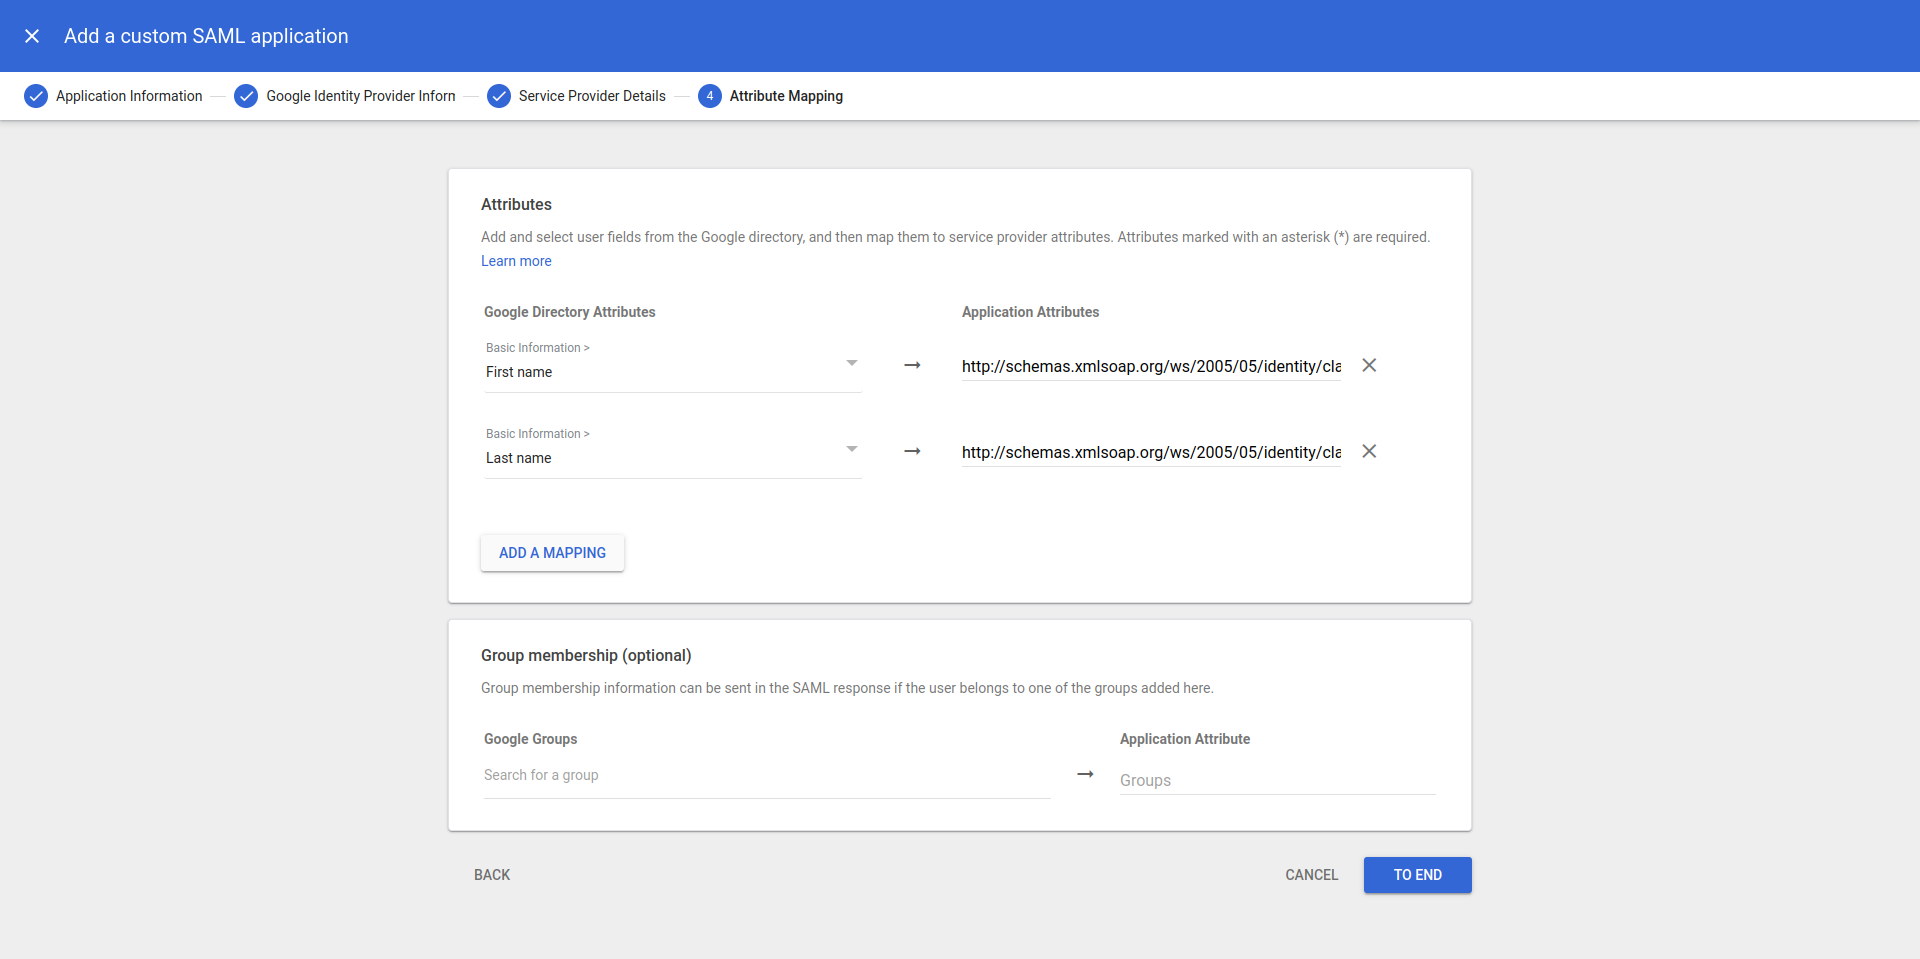 Add a custom SAML application
Application Information
Google Identity Provider Inforn
Service Provider Details
4 Attribute Mapping
Attributes
Add and select user fields from the Google directory, and then map them to service provider attributes. Attributes marked with an asterisk (*) are required.
Learn more
Google Directory Attributes
Application Attributes
Basic Information >
First name
http://schemas.xmlsoap.org/ws/2005/05/identity/cla
Basic Information >
Last name
http://schemas.xmlsoap.org/ws/2005/05/identity/cla
ADD A MAPPING
Group membership (optional)
Group membership information can be sent in the SAML response if the user belongs to one of the groups added here.
Google Groups
Application Attribute
Search for a group
Groups
BACK
CANCEL
TO END